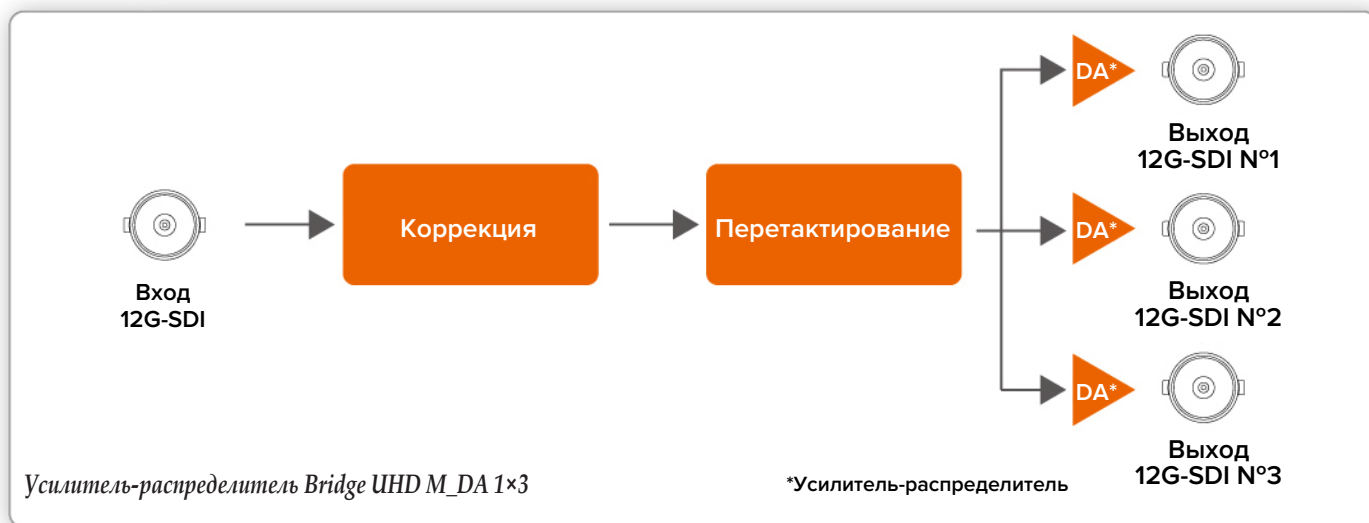 DA*
Выход
12G-SDI №1
Вход
12G-SDI
Коррекция
Перетактирование
DA*
Выход
12G-SDI №2
DA*
Выход
12G-SDI №3
Усилитель-распределитель Bridge UHD M_DA 1×3
*Усилитель-распределитель